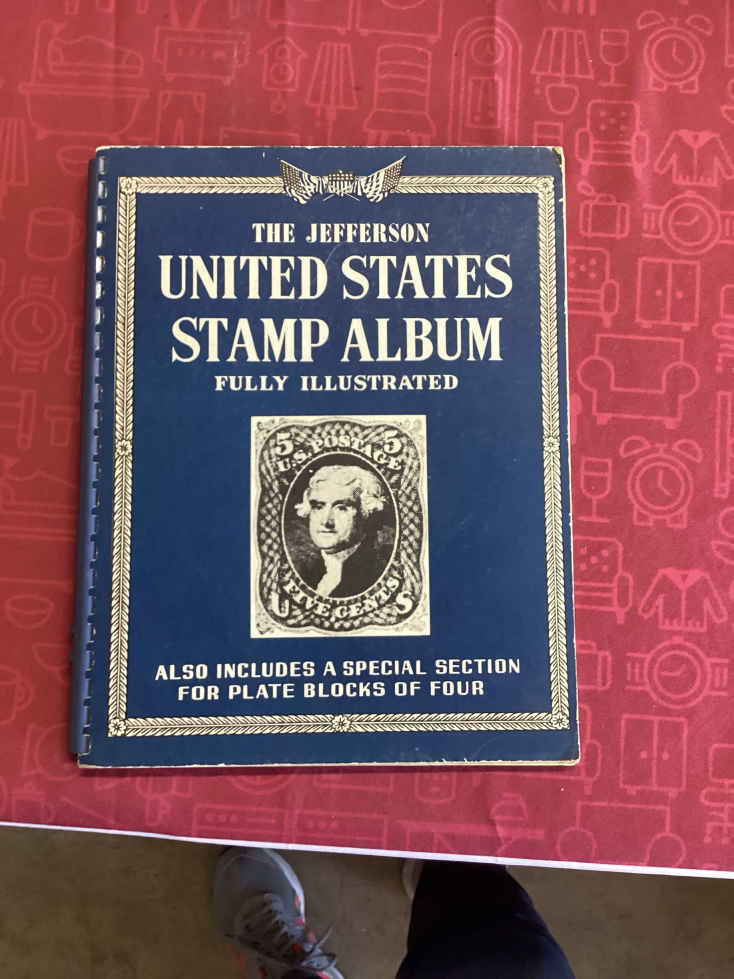 THE JEFFERSON
UNITED STATES
STAMP ALBUM
FULLY ILLUSTRATED
5 5
U.S. POSTAGE
FIVE CENTS
U S
ALSO INCLUDES A SPECIAL SECTION
FOR PLATE BLOCKS OF FOUR